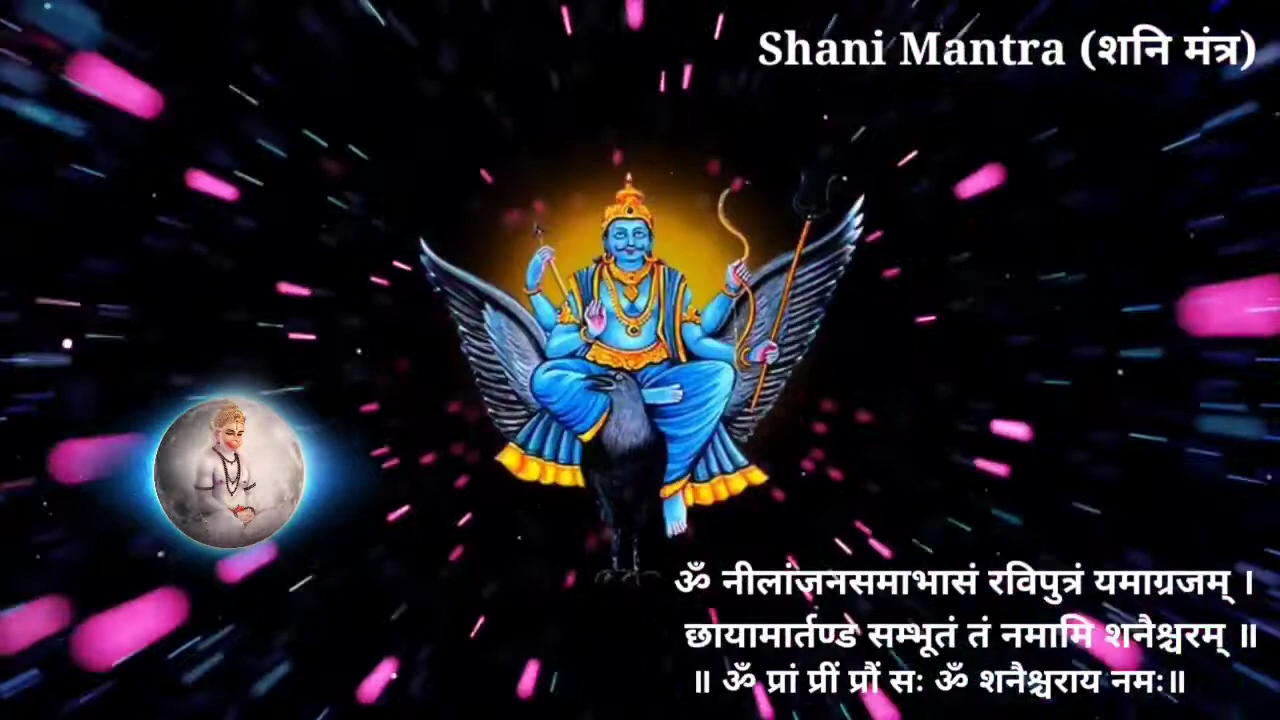 Shani Mantra (शनि मंत्र)
ॐ नीलांजनसमाभासं रविपुत्रं यमाग्रजम् ।
छायामार्तण्ड सम्भूतं तं नमामि शनैश्चरम् ॥
॥ ॐ प्रां प्रीं प्रौं सः ॐ शनैश्चराय नमः॥